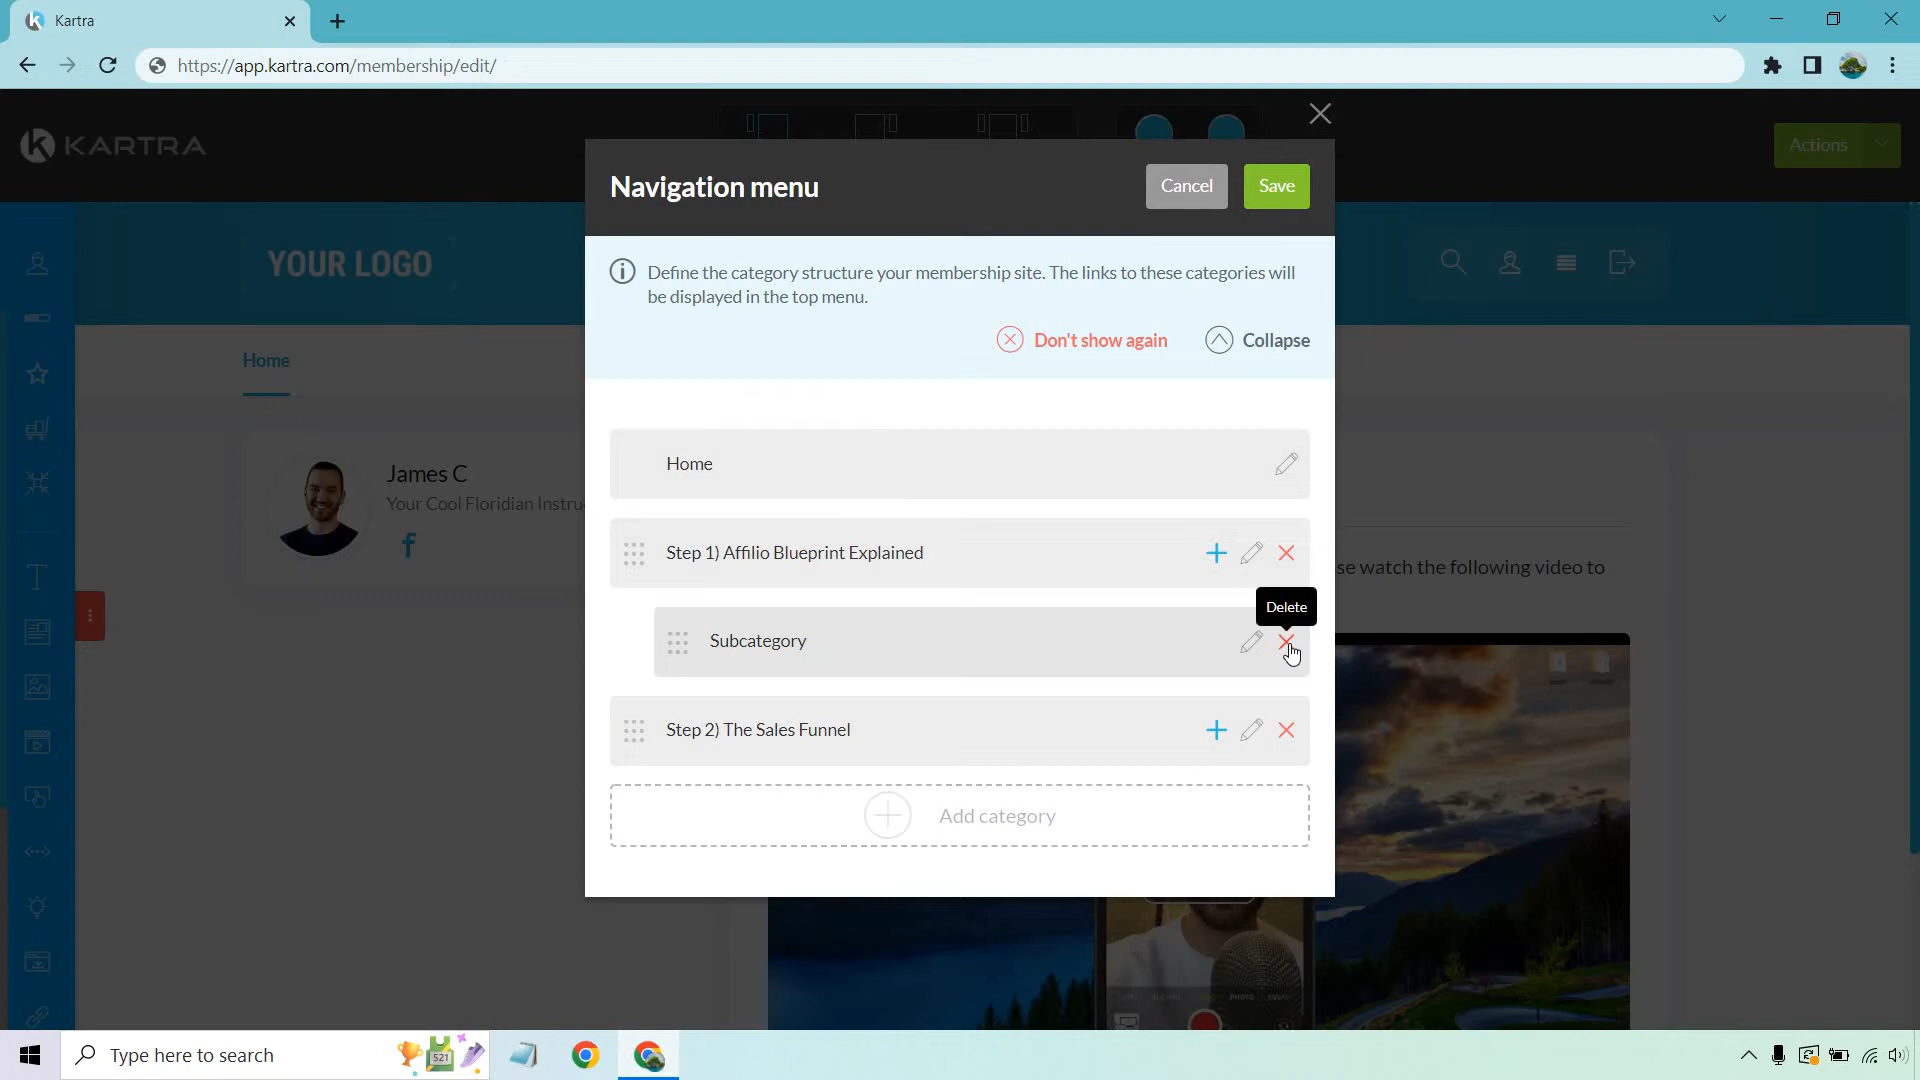 Kartra
https://app.kartra.com/membership/edit/
KARTRA
Actions
Navigation menu
Cancel
Save
YOUR LOGO
Define the category structure your membership site. The links to these categories will
be displayed in the top menu.
Don't show again
Collapse
Home
Home
James C
Your Cool Floridian Instru
Step 1) Affilio Blueprint Explained
se watch the following video to
Delete
Subcategory
Step 2) The Sales Funnel
Add category
PHOTO
Type here to search
521